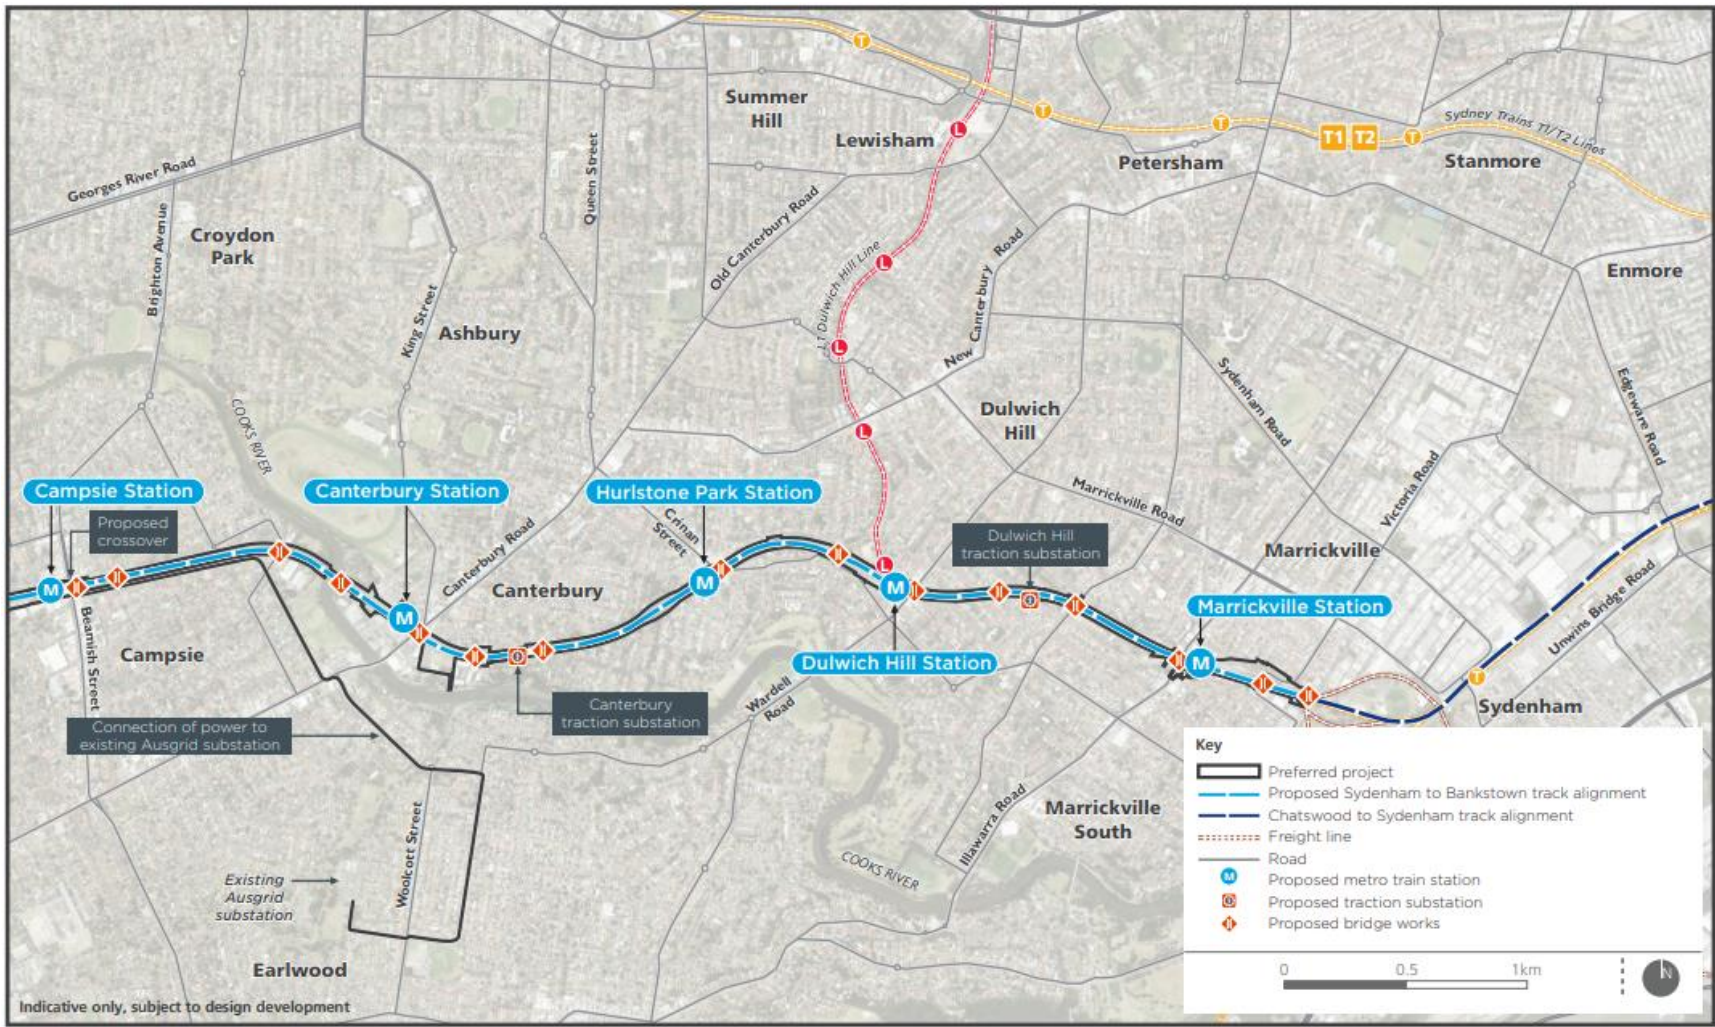 Summer
Hill
Lewisham
T
T
T
T1 T2
T
Sydney Trains T1/T2 Lines
Petersham
Stanmore
L
Georges River Road
Queen Street
Brighton Avenue
Croydon
Park
Old Canterbury Road
L1 Dulwich Hill Line
L
New Canterbury Road
Enmore
King Street
Ashbury
L
Sydenham Road
Edgeware Road
COOKS RIVER
Dulwich
Hill
L
Campsie Station
Canterbury Station
Hurlstone Park Station
Marrickville Road
Victoria Road
Proposed
crossover
Crinan
Street
Canterbury Road
Dulwich Hill
traction substation
Marrickville
L
M
M
M
M
Canterbury
Marrickville Station
Unwins Bridge Road
Beamish Street
Campsie
Dulwich Hill Station
M
T
Sydenham
Wardell
Road
Canterbury
traction substation
Connection of power to
existing Ausgrid substation
Woolcott Street
Illawarra Road
Marrickville
South
COOKS RIVER
Existing
Ausgrid
substation
Earlwood
Indicative only, subject to design development
Key
Preferred project
Proposed Sydenham to Bankstown track alignment
Chatswood to Sydenham track alignment
Freight line
Road
M Proposed metro train station
Proposed traction substation
Proposed bridge works
0 0.5 1km
N